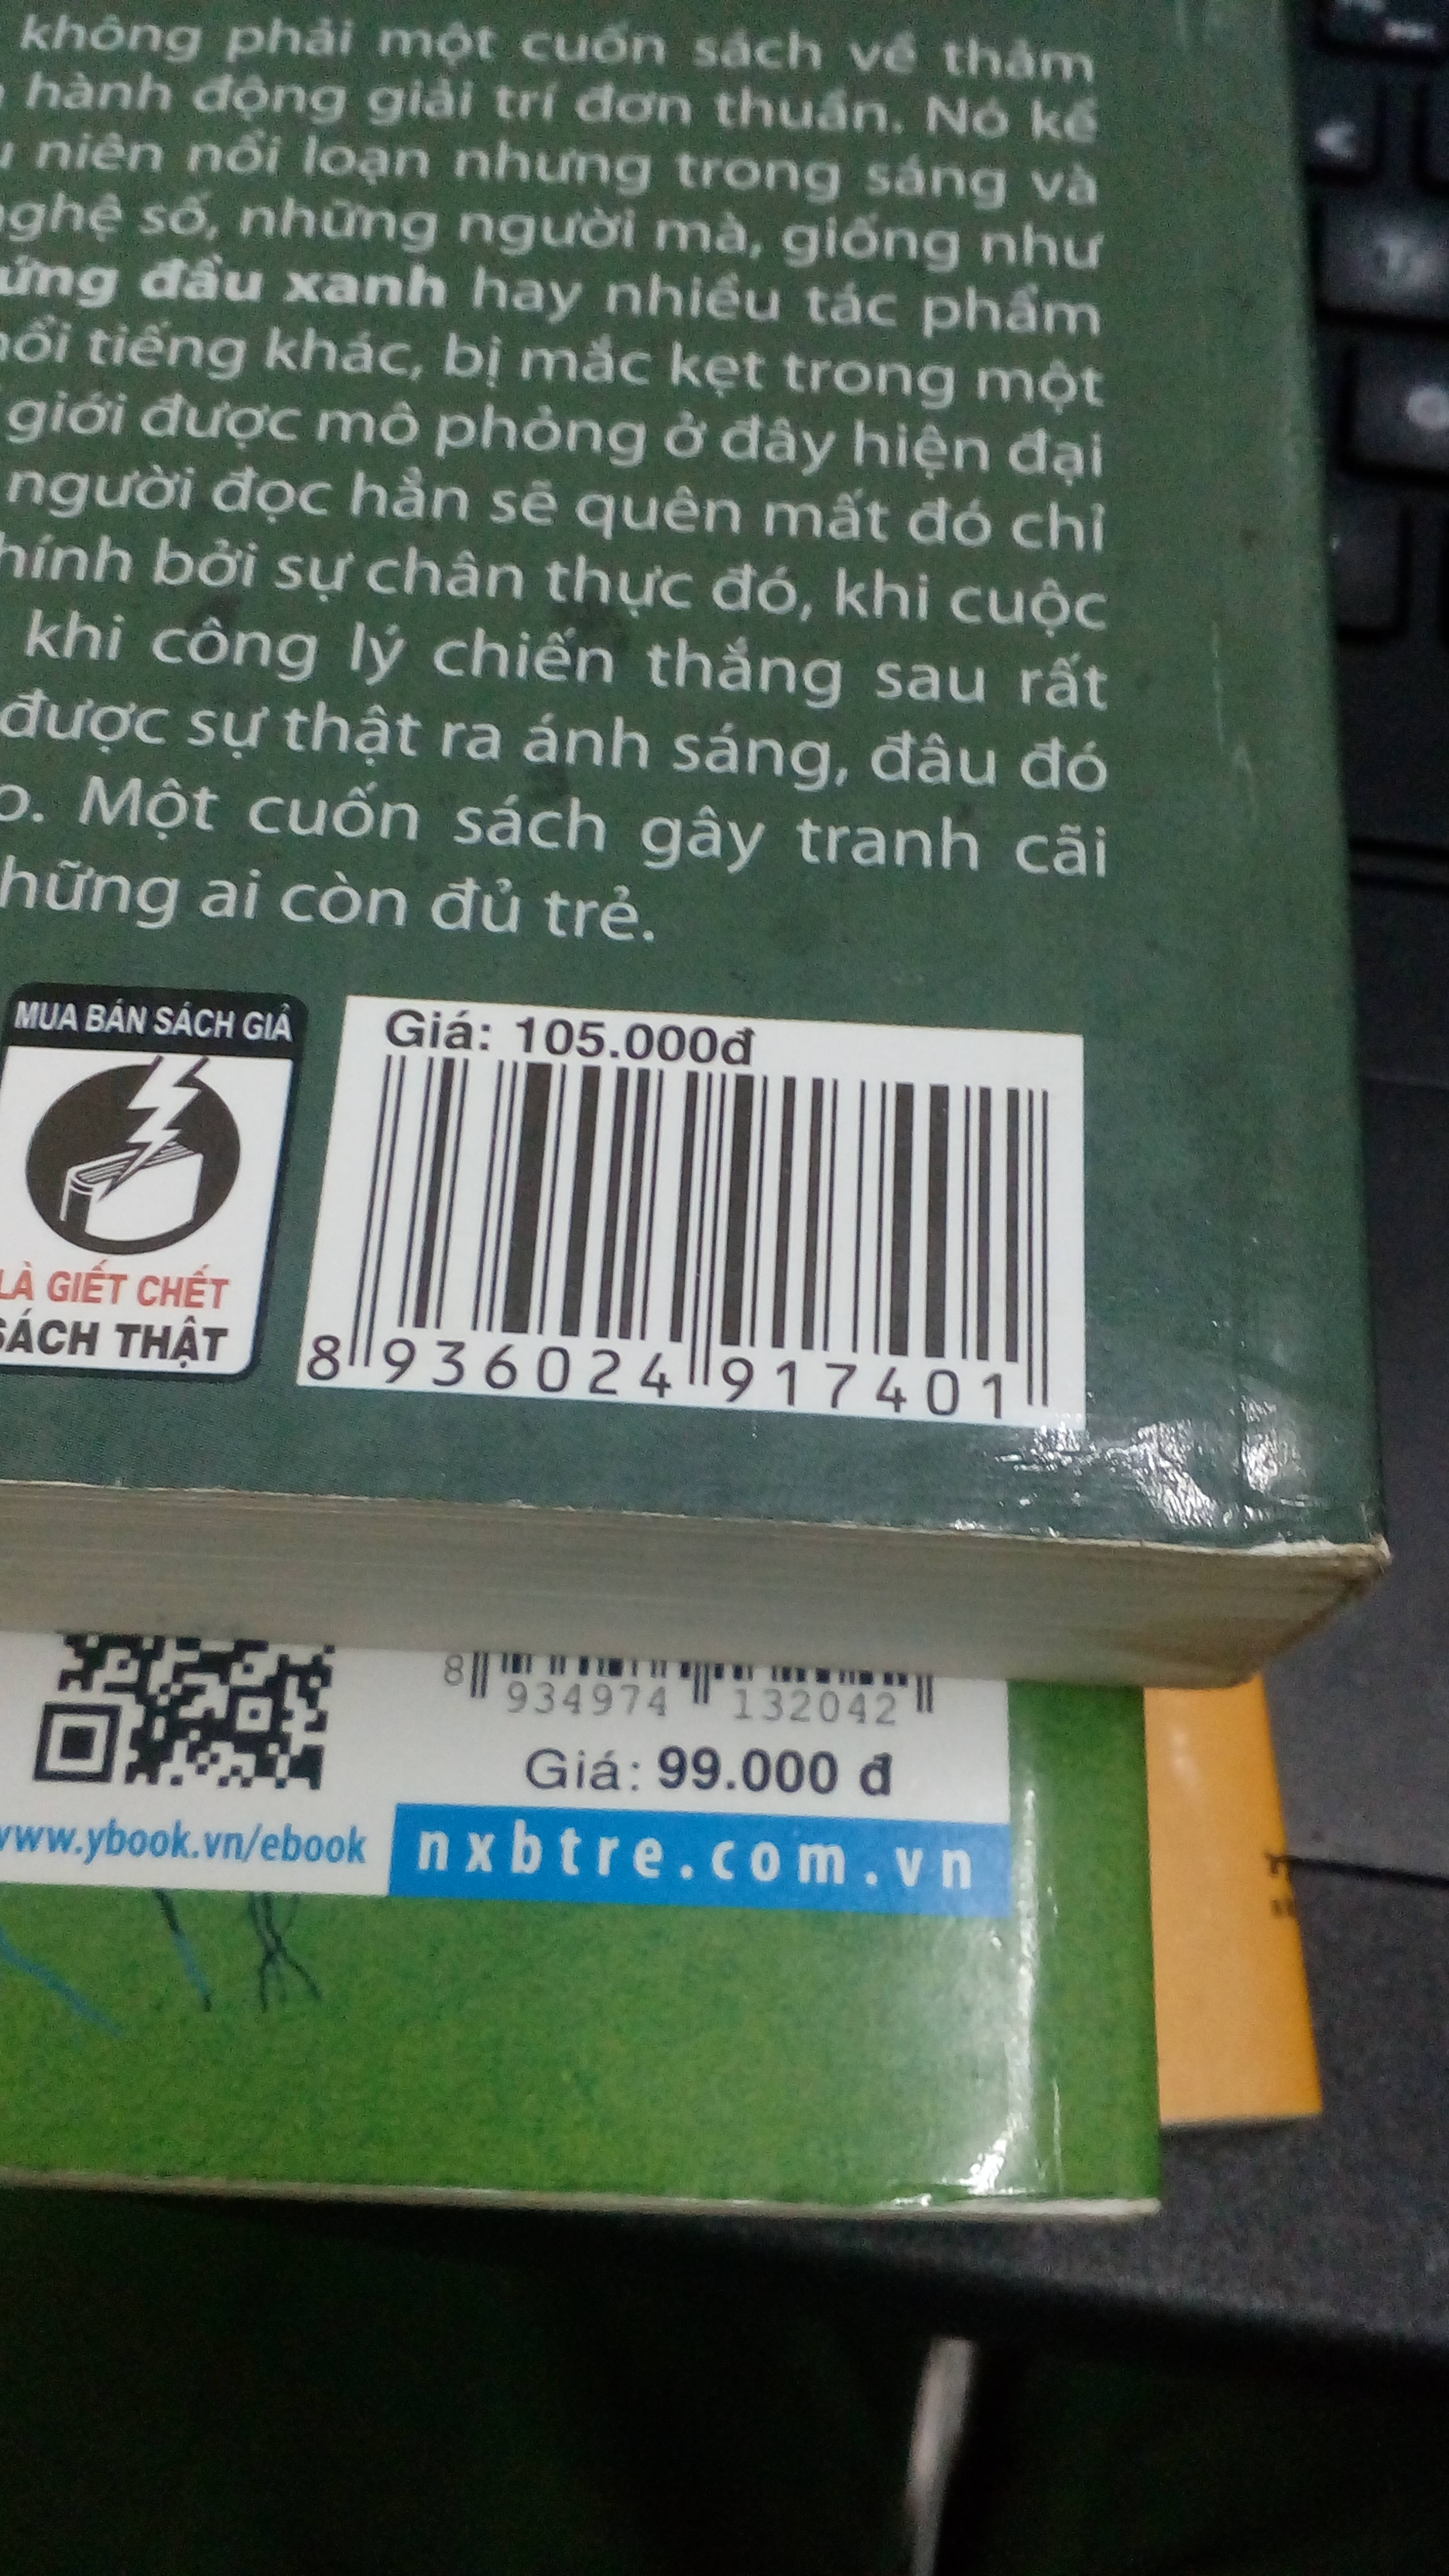 không phải một cuốn sách về thảm
hành động giải trí đơn thuần. Nó kể
niên nổi loạn nhưng trong sáng và
nghệ số, những người mà, giống như
ứng đầu xanh hay nhiều tác phẩm
nổi tiếng khác, bị mắc kẹt trong một
giới được mô phỏng ở đây hiện đại
người đọc hẳn sẽ quên mất đó chỉ
hính bởi sự chân thực đó, khi cuộc
khi công lý chiến thắng sau rất
được sự thật ra ánh sáng, đâu đó
o. Một cuốn sách gây tranh cãi
hững ai còn đủ trẻ.
MUA BÁN SÁCH GIẢ
LÀ GIẾT CHẾT
SÁCH THẬT
Giá: 105.000đ
8 936024 917401
8 934974 132042
Giá: 99.000 đ
www.ybook.vn/ebook
nxbtre.com.vn